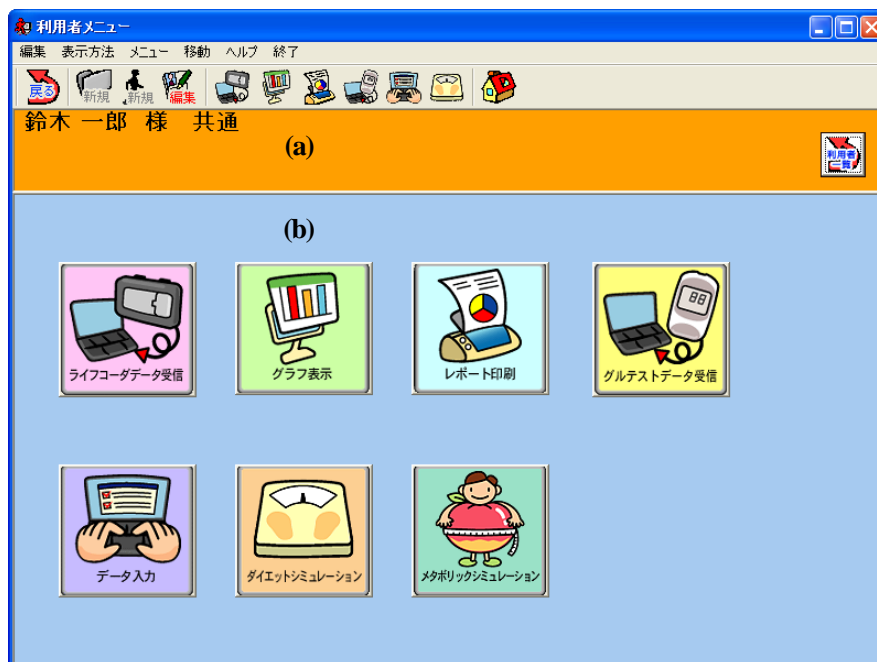 利用者メニュー
編集 表示方法 メニュー 移動 ヘルプ 終了
戻る 新規 新規 編集
鈴木 一郎 様 共通
(a)
利用者
一覧
(b)
88
ライフコーダデータ受信 グラフ表示 レポート印刷 グルテストデータ受信
データ入力 ダイエットシミュレーション メタボリックシミュレーション